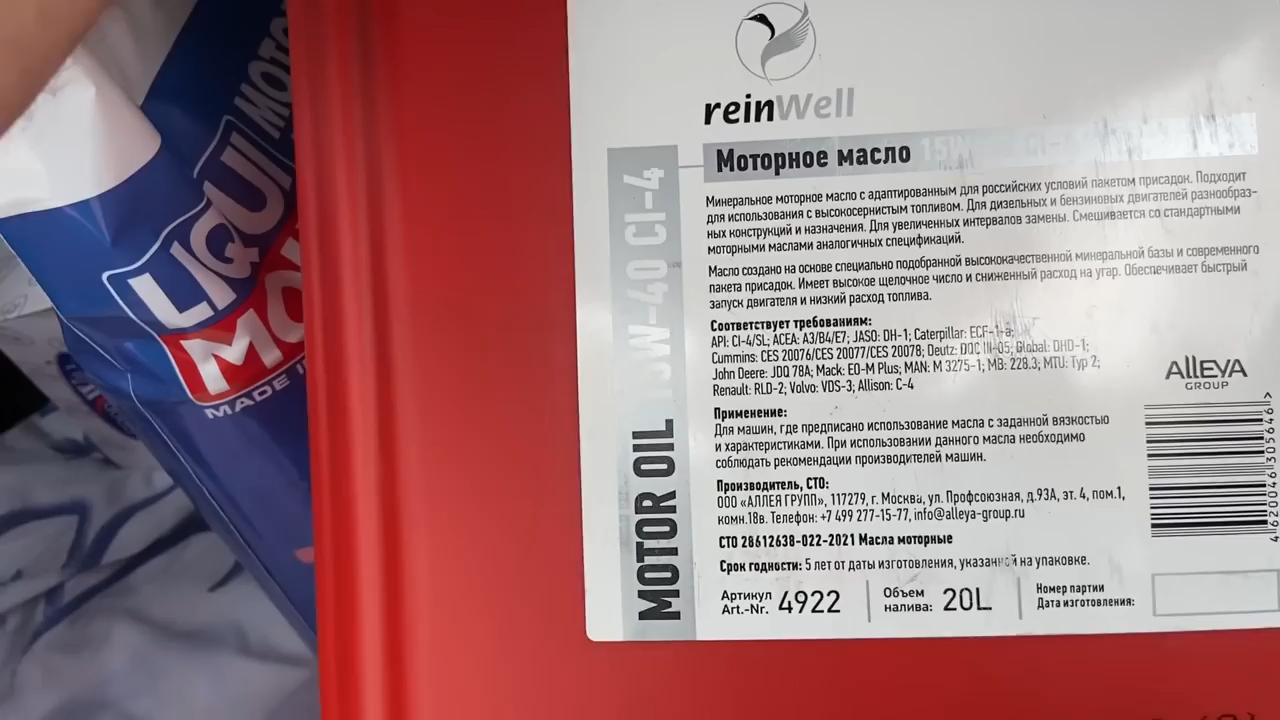 LIQUI
MOTO
MO
MADE I
reinWell
MOTOR OIL 15W-40 CI-4
Моторное масло 15W
Минеральное моторное масло с адаптированным для российских условий пакетом присадок. Подходит
для использования с высокосернистым топливом. Для дизельных и бензиновых двигателей разнообраз-
ных конструкций и назначения. Для увеличенных интервалов замены. Смешивается со стандартными
моторными маслами аналогичных спецификаций.
Масло создано на основе специально подобранной высококачественной минеральной базы и современного
пакета присадок. Имеет высокое щелочное число и сниженный расход на угар. Обеспечивает быстрый
запуск двигателя и низкий расход топлива.
Соответствует требованиям:
API: CI-4/SL; ACEA: A3/B4/E7; JASO: DH-1; Caterpillar: ECF-1-a;
Cummins: CES 20076/CES 20077/CES 20078; Deutz: DQC III-05; Global: DHD-1;
John Deere: JDQ 78A; Mack: EO-M Plus; MAN: M 3275-1; MB: 228.3; MTU: Typ 2;
Renault: RLD-2; Volvo: VDS-3; Allison: C-4
Применение:
Для машин, где предписано использование масла с заданной вязкостью
и характеристиками. При использовании данного масла необходимо
соблюдать рекомендации производителей машин.
Производитель, СТО:
ООО «АЛЛЕЯ ГРУПП», 117279, г. Москва, ул. Профсоюзная, д.93А, эт. 4, пом.1,
комн.18в. Телефон: +7 499 277-15-77, info@alleya-group.ru
СТО 28612638-022-2021 Масла моторные
Срок годности: 5 лет от даты изготовления, указанной на упаковке.
Артикул
Art.-Nr. 4922
Объем
налива: 20L
Номер партии
Дата изготовления:
AllEYA
GROUP
4620046305646>